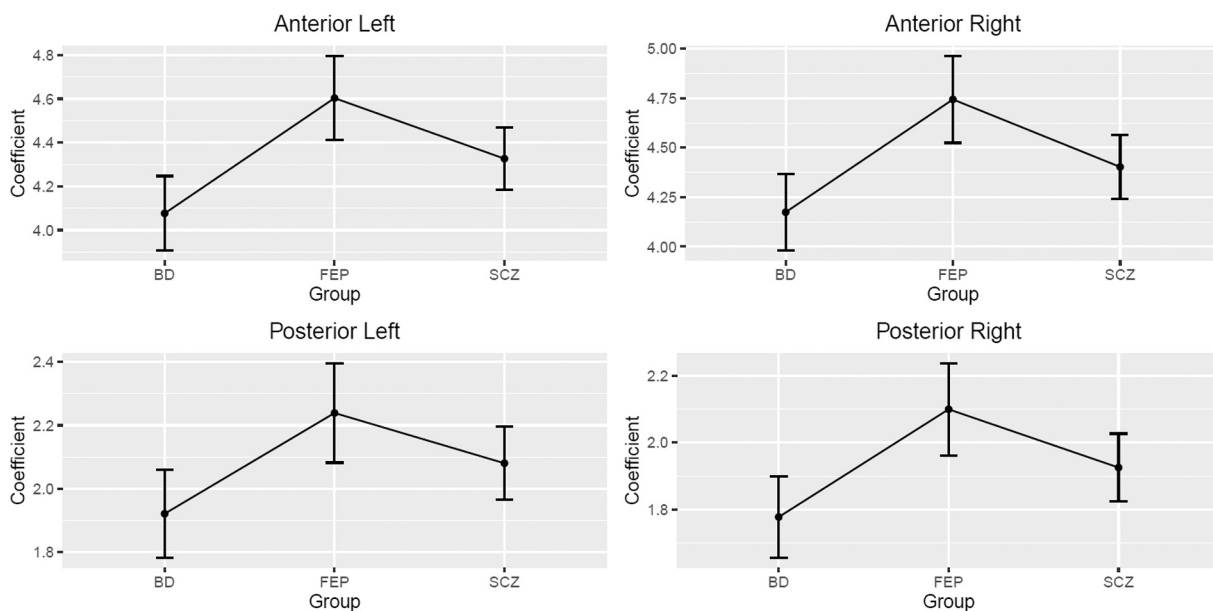 Anterior Left
Coefficient
4.8
4.6
4.4
4.2
4.0
BD FEP SCZ
Group
Anterior Right
Coefficient
5.00
4.75
4.50
4.25
4.00
BD FEP SCZ
Group
Posterior Left
Coefficient
2.4
2.2
2.0
1.8
BD FEP SCZ
Group
Posterior Right
Coefficient
2.2
2.0
1.8
BD FEP SCZ
Group